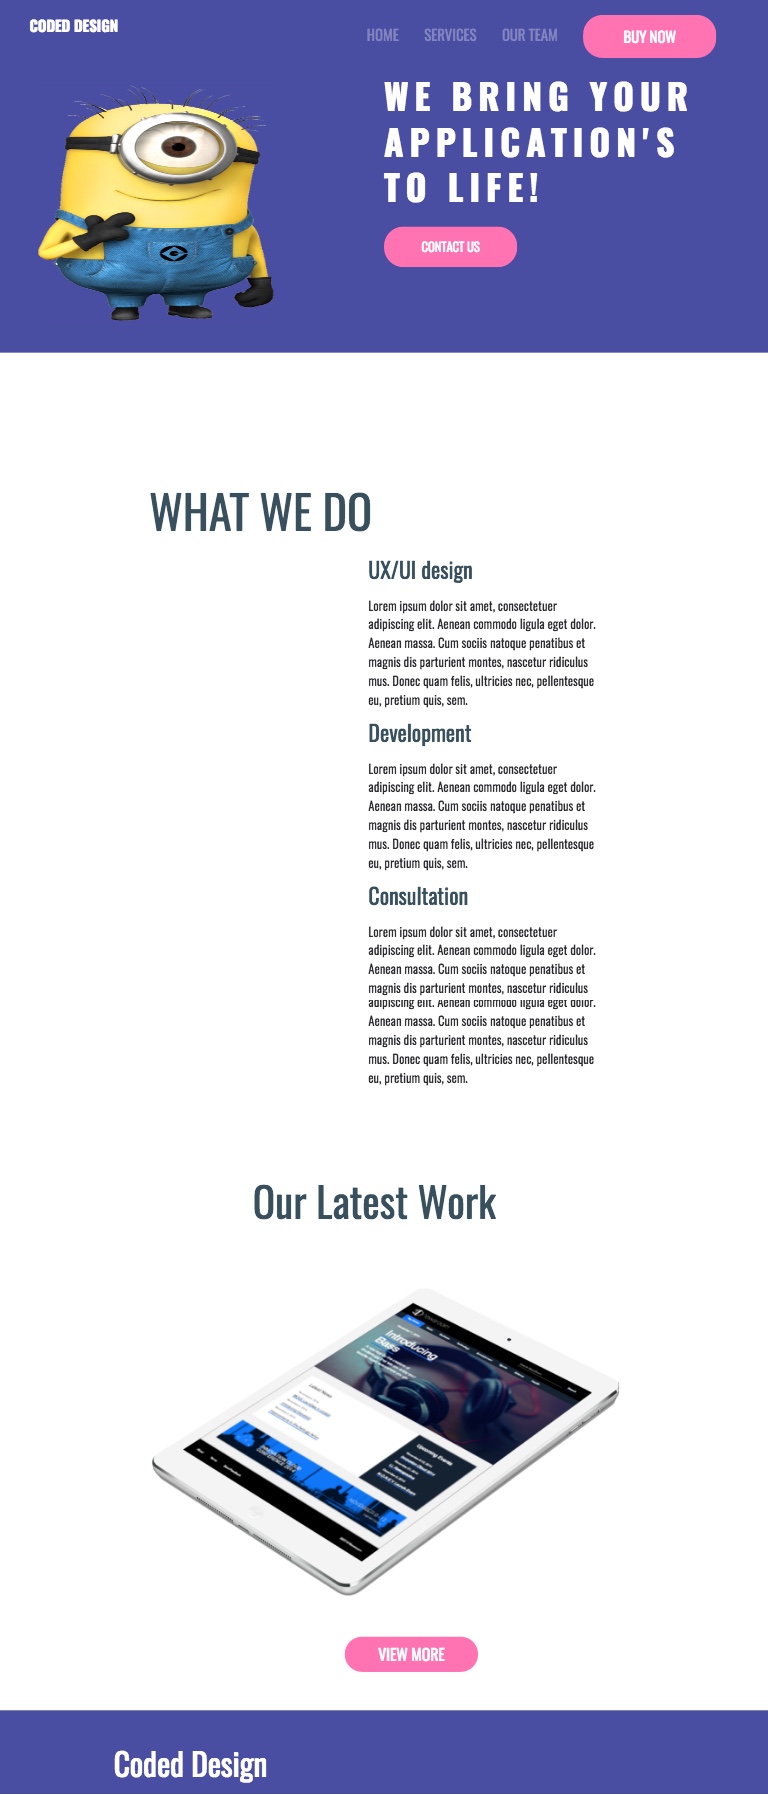 CODED DESIGN
HOME SERVICES OUR TEAM BUY NOW
WE BRING YOUR
APPLICATION'S
TO LIFE!
CONTACT US
WHAT WE DO
UX/UI design
Lorem ipsum dolor sit amet, consectetuer
adipiscing elit. Aenean commodo ligula eget dolor.
Aenean massa. Cum sociis natoque penatibus et
magnis dis parturient montes, nascetur ridiculus
mus. Donec quam felis, ultricies nec, pellentesque
eu, pretium quis, sem.
Development
Lorem ipsum dolor sit amet, consectetuer
adipiscing elit. Aenean commodo ligula eget dolor.
Aenean massa. Cum sociis natoque penatibus et
magnis dis parturient montes, nascetur ridiculus
mus. Donec quam felis, ultricies nec, pellentesque
eu, pretium quis, sem.
Consultation
Lorem ipsum dolor sit amet, consectetuer
adipiscing elit. Aenean commodo ligula eget dolor.
Aenean massa. Cum sociis natoque penatibus et
magnis dis parturient montes, nascetur ridiculus
adipiscing elit. Aenean commodo ligula eget dolor.
Aenean massa. Cum sociis natoque penatibus et
magnis dis parturient montes, nascetur ridiculus
mus. Donec quam felis, ultricies nec, pellentesque
eu, pretium quis, sem.
Our Latest Work
Introducing
Bass
Latest News
Upcoming Events
VIEW MORE
Coded Design